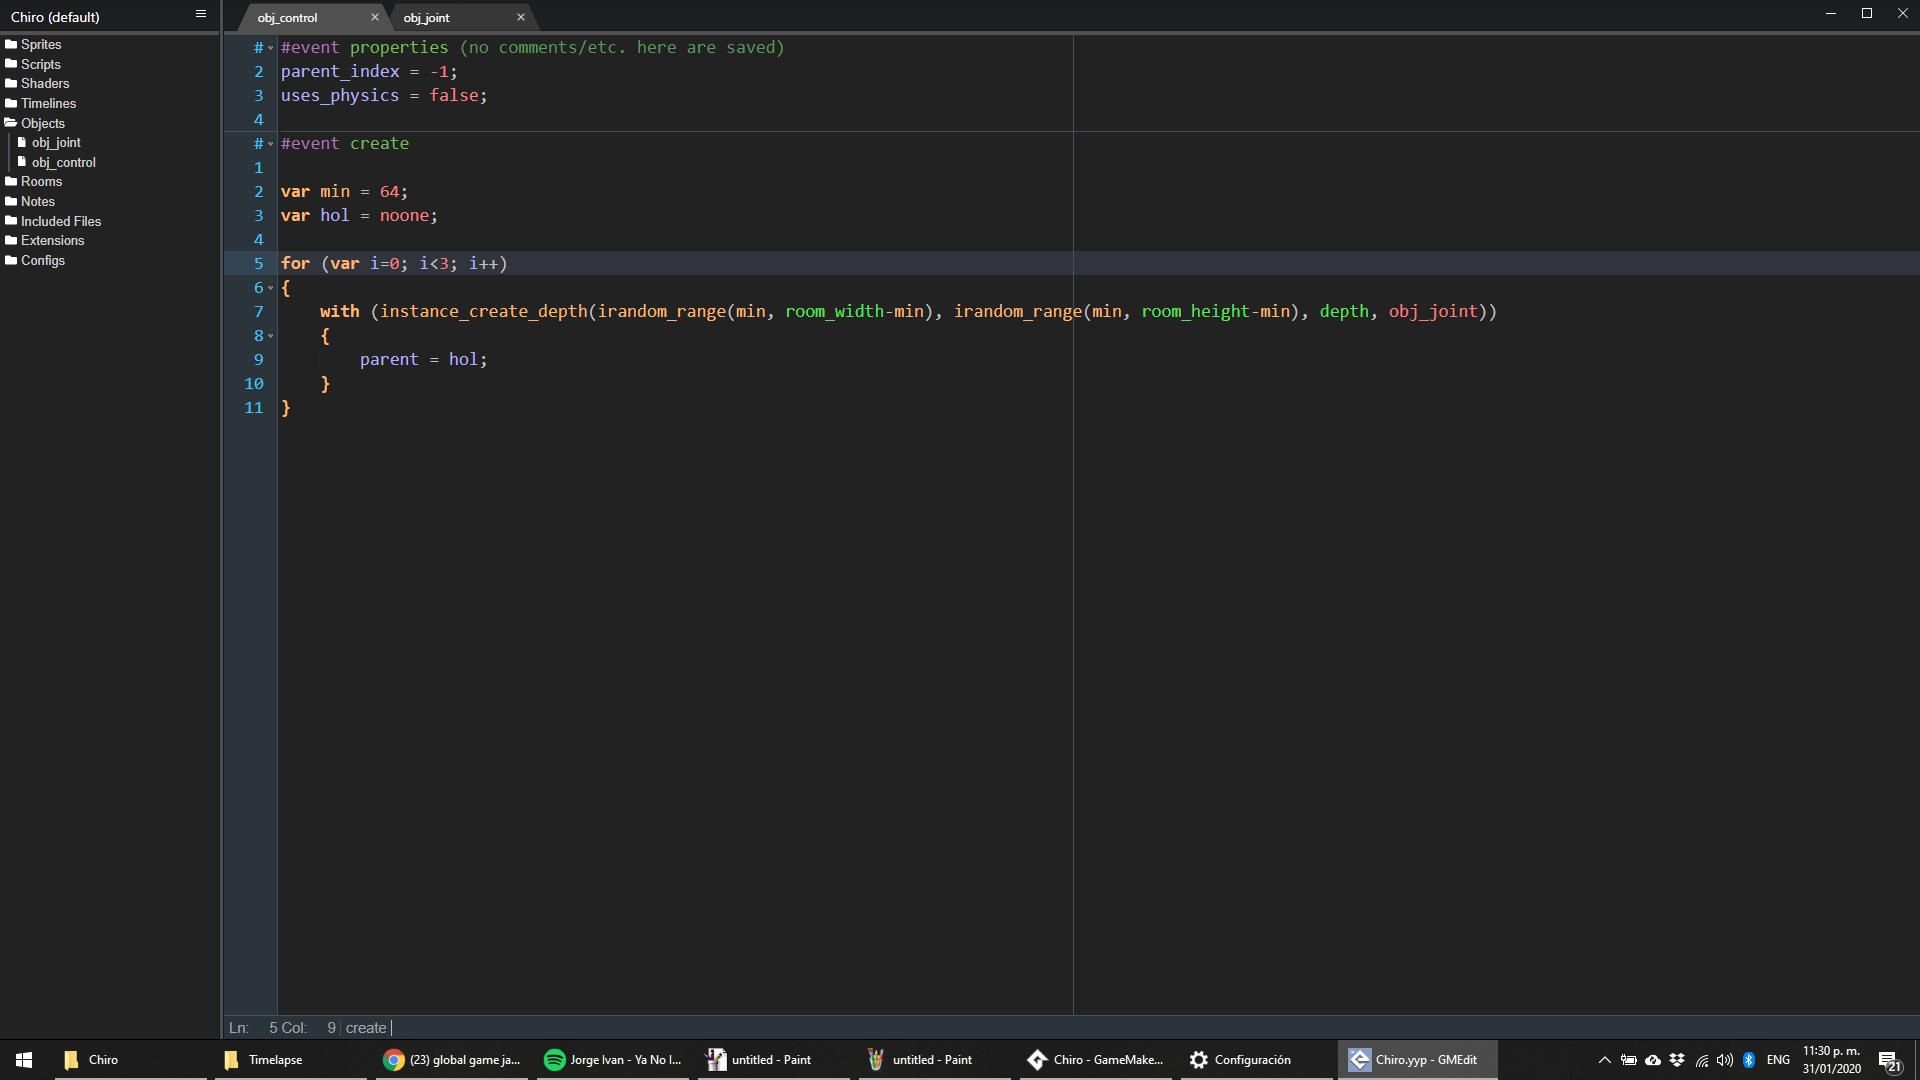 Chiro (default)
obj_control
obj_joint
Sprites
Scripts
Shaders
Timelines
Objects
obj_joint
obj_control
Rooms
Notes
Included Files
Extensions
Configs
# #event properties (no comments/etc. here are saved)
2 parent_index = -1;
3 uses_physics = false;
4
# #event create
1
2 var min = 64;
3 var hol = noone;
4
5 for (var i=0; i<3; i++)
6 {
7 with (instance_create_depth(irandom_range(min, room_width-min), irandom_range(min, room_height-min), depth, obj_joint))
8 {
9 parent = hol;
10 }
11 }
Ln: 5 Col: 9 create
Chiro
Timelapse
(23) global game ja...
Jorge Ivan - Ya No I...
untitled - Paint
untitled - Paint
Chiro - GameMake...
Configuración
Chiro.yyp - GMEdit
ENG
11:30 p. m.
31/01/2020
21